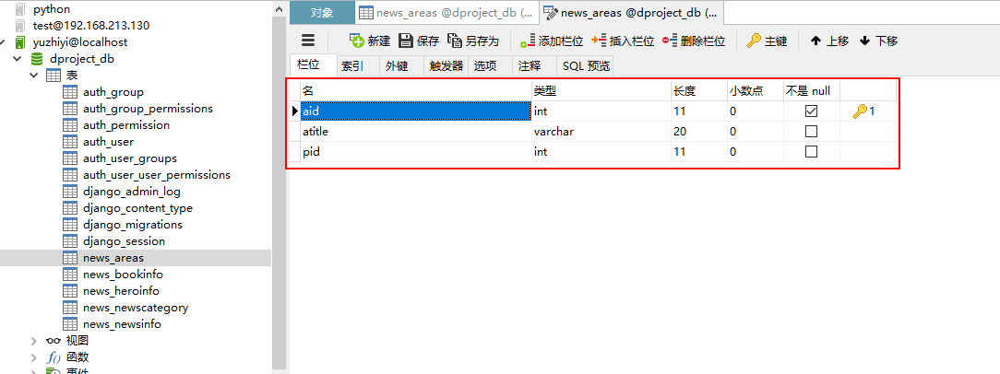 python
test@192.168.213.130
yuzhiyi@localhost
dproject_db
表
auth_group
auth_group_permissions
auth_permission
auth_user
auth_user_groups
auth_user_user_permissions
django_admin_log
django_content_type
django_migrations
django_session
news_areas
news_bookinfo
news_heroinfo
news_newscategory
news_newsinfo
视图
f() 函数
事件
对象 news_areas @dproject_db (... news_areas @dproject_db (...
新建 保存 另存为 添加栏位 插入栏位 删除栏位 主键 上移 下移
栏位 索引 外键 触发器 选项 注释 SQL 预览
名 类型 长度 小数点 不是 null
aid int 11 0 1
atitle varchar 20 0
pid int 11 0